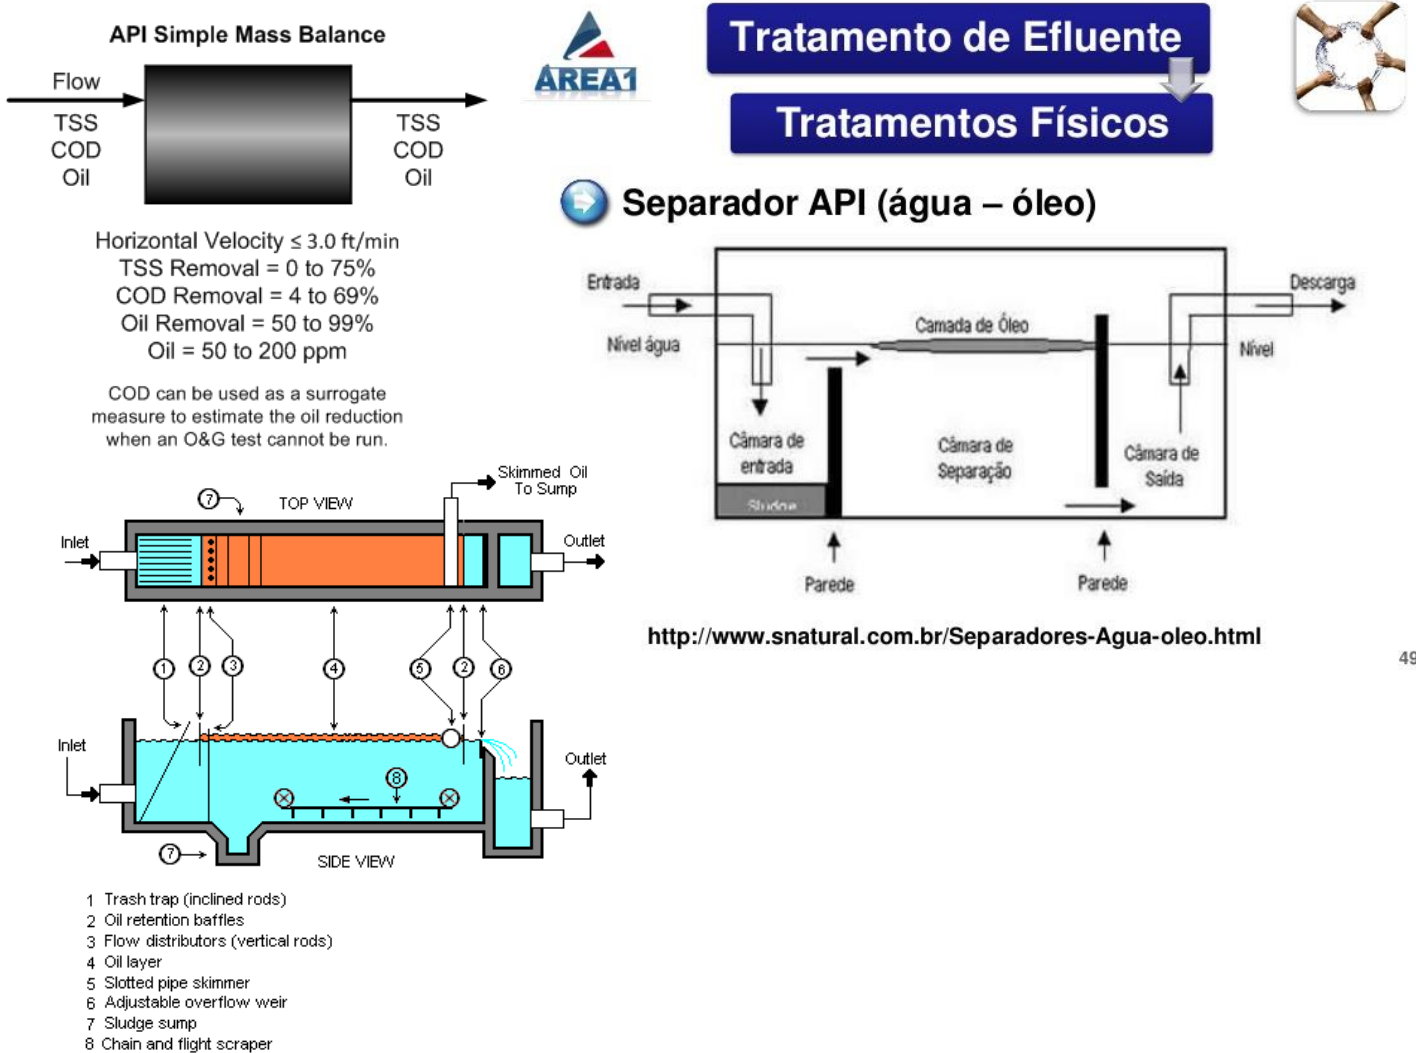 API Simple Mass Balance
Flow
TSS
COD
Oil
TSS
COD
Oil
Horizontal Velocity ≤ 3.0 ft/min
TSS Removal = 0 to 75%
COD Removal = 4 to 69%
Oil Removal = 50 to 99%
Oil = 50 to 200 ppm
COD can be used as a surrogate
measure to estimate the oil reduction
when an O&G test cannot be run.
ÁREA1
Tratamento de Efluente
Tratamentos Físicos
Separador API (água – óleo)
Entrada
Descarga
Nível água
Camada de Óleo
Nível
Câmara de
entrada
Câmara de
Separação
Câmara de
Saída
Sludge
Parede
Parede
http://www.snatural.com.br/Separadores-Agua-oleo.html
49
Skimmed Oil
To Sump
7
TOP VIEW
Inlet
Outlet
1
2
3
4
5
2
6
Inlet
Outlet
8
7
SIDE VIEW
1 Trash trap (inclined rods)
2 Oil retention baffles
3 Flow distributors (vertical rods)
4 Oil layer
5 Slotted pipe skimmer
6 Adjustable overflow weir
7 Sludge sump
8 Chain and flight scraper